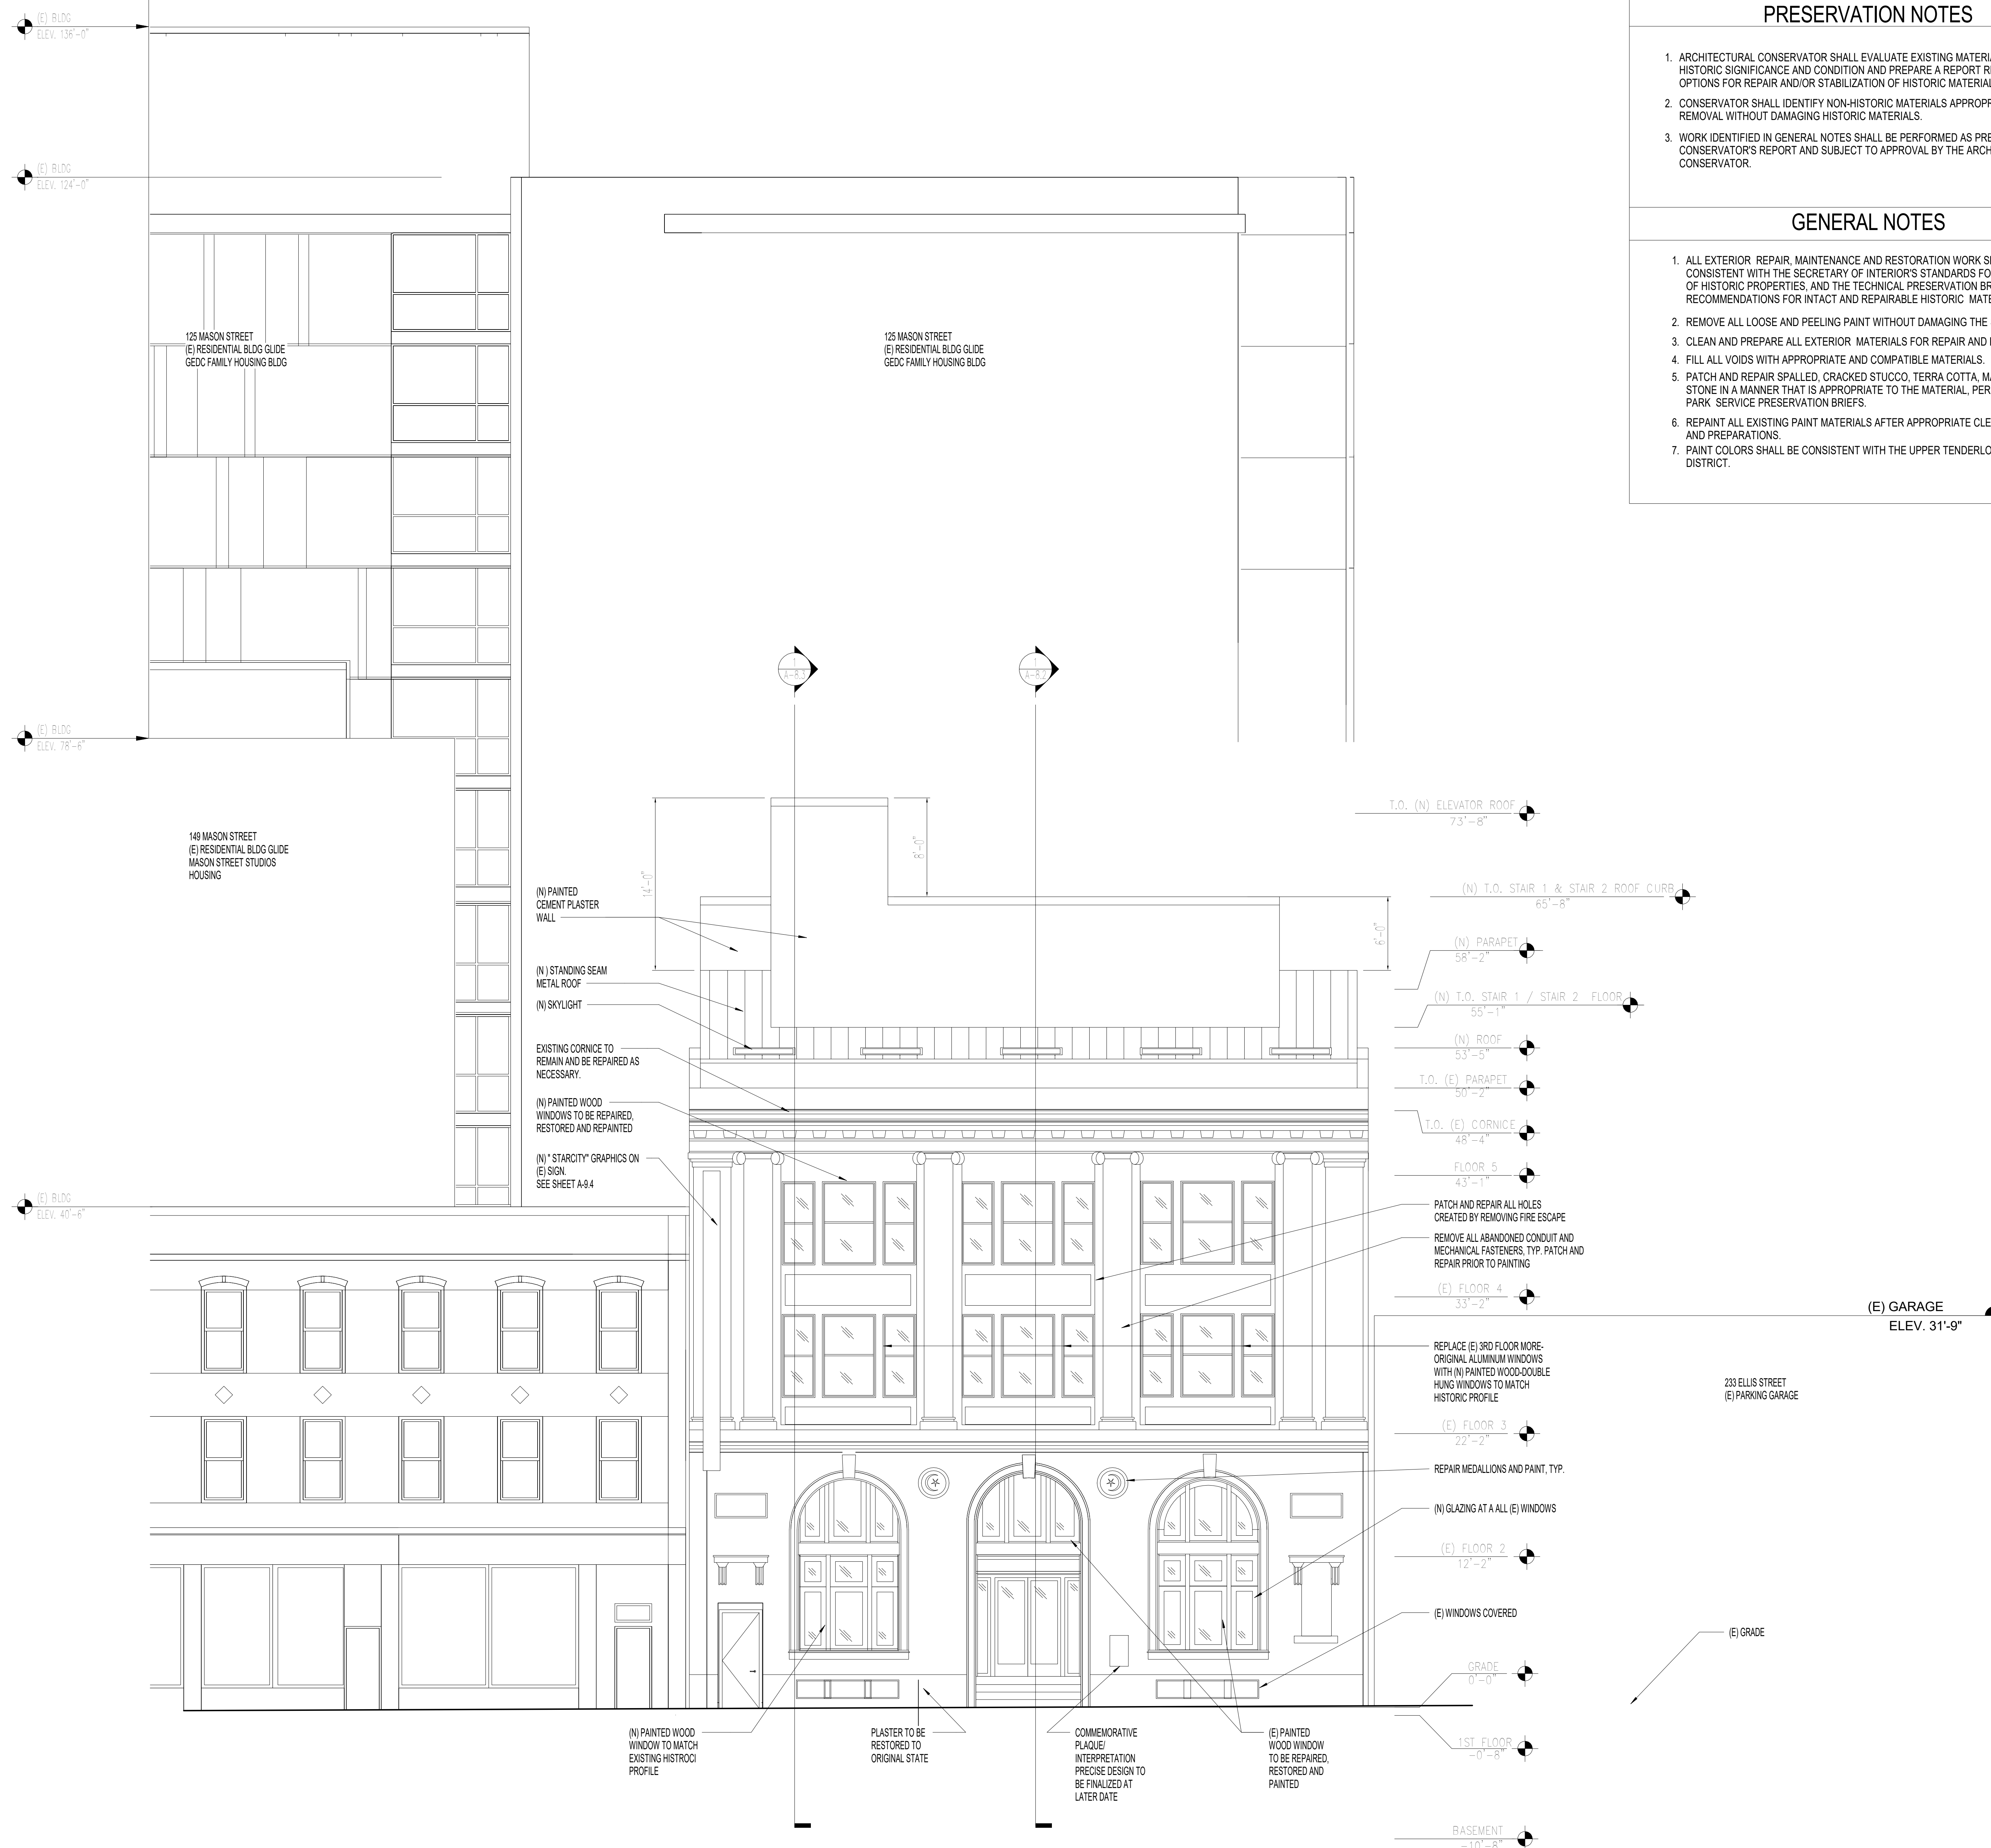 PRESERVATION NOTES
1. ARCHITECTURAL CONSERVATOR SHALL EVALUATE EXISTING
HISTORIC SIGNIFICANCE AND CONDITION AND PREPARE A REPORT
OPTIONS FOR REPAIR AND/OR STABILIZATION OF HISTORIC
2. CONSERVATOR SHALL IDENTIFY NON-HISTORIC MATERIALS
REMOVAL WITHOUT DAMAGING HISTORIC MATERIALS.
3. WORK IDENTIFIED IN GENERAL NOTES SHALL BE PERFORMED AS
CONSERVATOR'S REPORT AND SUBJECT TO APPROVAL BY THE
CONSERVATOR.
GENERAL NOTES
1. ALL EXTERIOR REPAIR, MAINTENANCE AND RESTORATION WORK
CONSISTENT WITH THE SECRETARY OF INTERIOR'S STANDARDS
OF HISTORIC PROPERTIES, AND THE TECHNICAL PRESERVATION
RECOMMENDATIONS FOR INTACT AND REPAIRABLE HISTORIC
2. REMOVE ALL LOOSE AND PEELING PAINT WITHOUT DAMAGING THE
3. CLEAN AND PREPARE ALL EXTERIOR MATERIALS FOR REPAIR AND
4. FILL ALL VOIDS WITH APPROPRIATE AND COMPATIBLE MATERIALS.
5. PATCH AND REPAIR SPALLED, CRACKED STUCCO, TERRA COTTA,
STONE IN A MANNER THAT IS APPROPRIATE TO THE MATERIAL, PER
PARK SERVICE PRESERVATION BRIEFS.
6. REPAINT ALL EXISTING PAINT MATERIALS AFTER APPROPRIATE
AND PREPARATIONS.
7. PAINT COLORS SHALL BE CONSISTENT WITH THE UPPER
DISTRICT.
(E) BLDG
ELEV. 136'-0"
(E) BLDG
ELEV. 124'-0"
125 MASON STREET
(E) RESIDENTIAL BLDG GLIDE
GEDC FAMILY HOUSING BLDG
125 MASON STREET
(E) RESIDENTIAL BLDG GLIDE
GEDC FAMILY HOUSING BLDG
1
A-8.3
1
A-8.2
(E) BLDG
ELEV. 78'-6"
149 MASON STREET
(E) RESIDENTIAL BLDG GLIDE
MASON STREET STUDIOS
HOUSING
14'-0"
8'-0"
6'-0"
(N) PAINTED
CEMENT PLASTER
WALL
(N ) STANDING SEAM
METAL ROOF
(N) SKYLIGHT
EXISTING CORNICE TO
REMAIN AND BE REPAIRED AS
NECESSARY.
(N) PAINTED WOOD
WINDOWS TO BE REPAIRED,
RESTORED AND REPAINTED
(N) " STARCITY" GRAPHICS ON
(E) SIGN.
SEE SHEET A-9.4
(E) BLDG
ELEV. 40'-6"
T.O. (N) ELEVATOR ROOF
73'-8"
(N) T.O. STAIR 1 & STAIR 2 ROOF CURB
65'-8"
(N) PARAPET
58'-2"
(N) T.O. STAIR 1 / STAIR 2 FLOOR
55'-1"
(N) ROOF
53'-5"
T.O. (E) PARAPET
50'-2"
T.O. (E) CORNICE
48'-4"
FLOOR 5
43'-1"
PATCH AND REPAIR ALL HOLES
CREATED BY REMOVING FIRE ESCAPE
REMOVE ALL ABANDONED CONDUIT AND
MECHANICAL FASTENERS, TYP. PATCH AND
REPAIR PRIOR TO PAINTING
(E) FLOOR 4
33'-2"
(E) GARAGE
ELEV. 31'-9"
REPLACE (E) 3RD FLOOR MORE-
ORIGINAL ALUMINUM WINDOWS
WITH (N) PAINTED WOOD-DOUBLE
HUNG WINDOWS TO MATCH
HISTORIC PROFILE
233 ELLIS STREET
(E) PARKING GARAGE
(E) FLOOR 3
22'-2"
REPAIR MEDALLIONS AND PAINT, TYP.
(N) GLAZING AT A ALL (E) WINDOWS
(E) FLOOR 2
12'-2"
(E) WINDOWS COVERED
(E) GRADE
GRADE
0'-0"
1ST FLOOR
-0'-8"
BASEMENT
-10'-8"
(N) PAINTED WOOD
WINDOW TO MATCH
EXISTING HISTROCI
PROFILE
PLASTER TO BE
RESTORED TO
ORIGINAL STATE
COMMEMORATIVE
PLAQUE/
INTERPRETATION
PRECISE DESIGN TO
BE FINALIZED AT
LATER DATE
(E) PAINTED
WOOD WINDOW
TO BE REPAIRED,
RESTORED AND
PAINTED